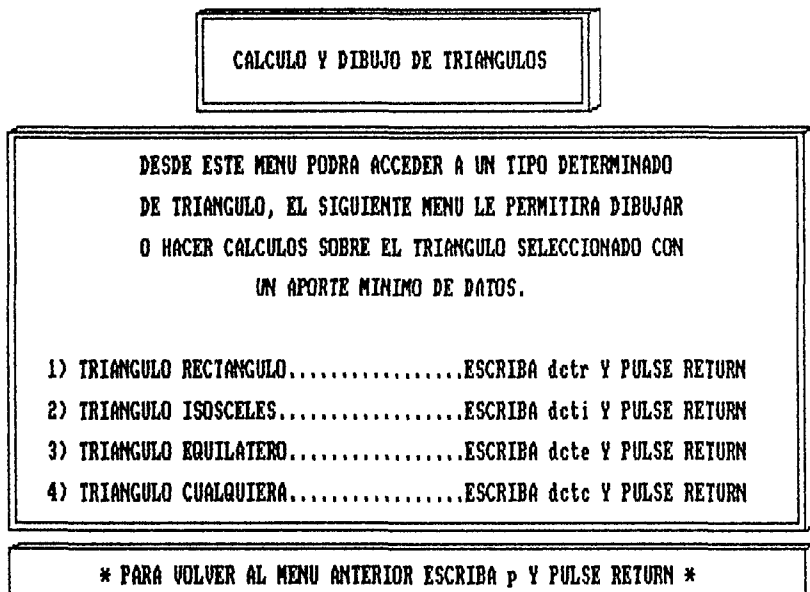 CALCULO Y DIBUJO DE TRIANGULOS
DESDE ESTE MENU PODRA ACCEDER A UN TIPO DETERMINADO
DE TRIANGULO, EL SIGUIENTE MENU LE PERMITIRA DIBUJAR
O HACER CALCULOS SOBRE EL TRIANGULO SELECCIONADO CON
UN APORTE MINIMO DE DATOS.
1) TRIANGULO RECTANGULO.................ESCRIBA dctr Y PULSE RETURN
2) TRIANGULO ISOSCELES..................ESCRIBA dcti Y PULSE RETURN
3) TRIANGULO EQUILATERO.................ESCRIBA dcte Y PULSE RETURN
4) TRIANGULO CUALQUIERA.................ESCRIBA dctc Y PULSE RETURN
* PARA VOLVER AL MENU ANTERIOR ESCRIBA p Y PULSE RETURN *